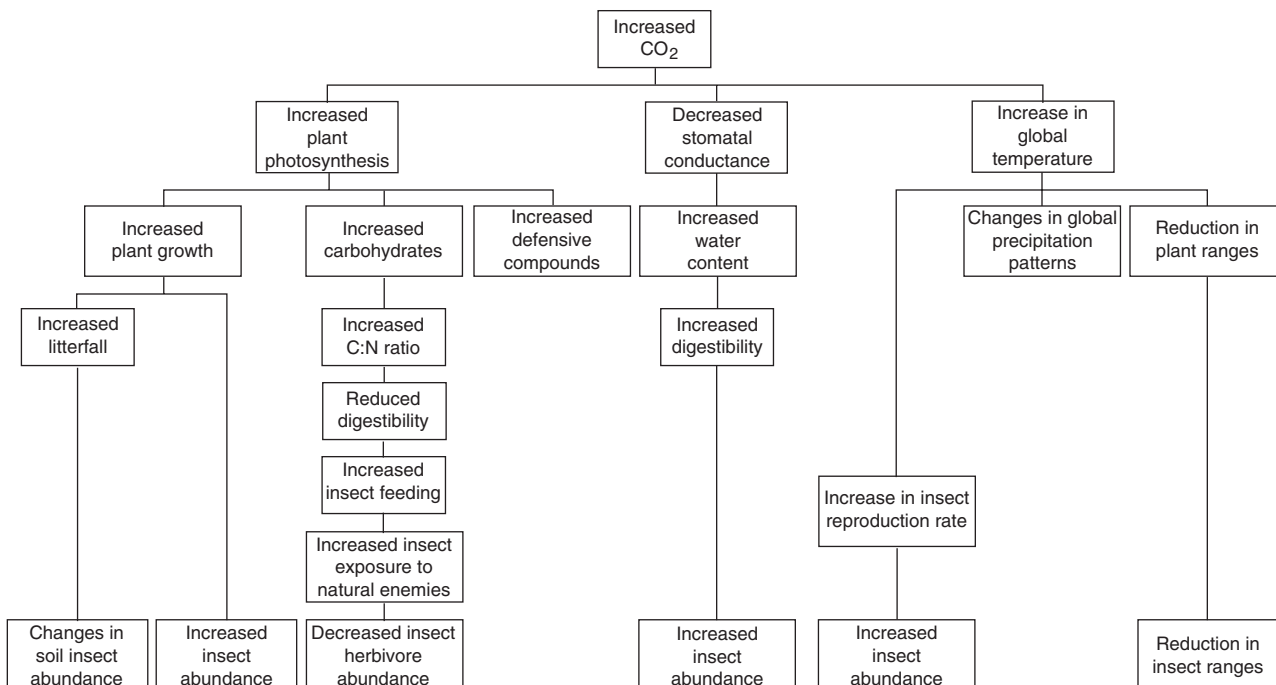 Increased
CO2
Increased
plant
photosynthesis
Decreased
stomatal
conductance
Increase in
global
temperature
Increased
plant growth
Increased
carbohydrates
Increased
defensive
compounds
Increased
water
content
Changes in global
precipitation
patterns
Reduction in
plant ranges
Increased
litterfall
Increased
C:N ratio
Increased
digestibility
Reduced
digestibility
Increased
insect feeding
Increase in insect
reproduction rate
Increased insect
exposure to
natural enemies
Changes in
soil insect
abundance
Increased
insect
abundance
Decreased insect
herbivore
abundance
Increased
insect
abundance
Increased
insect
abundance
Reduction in
insect ranges